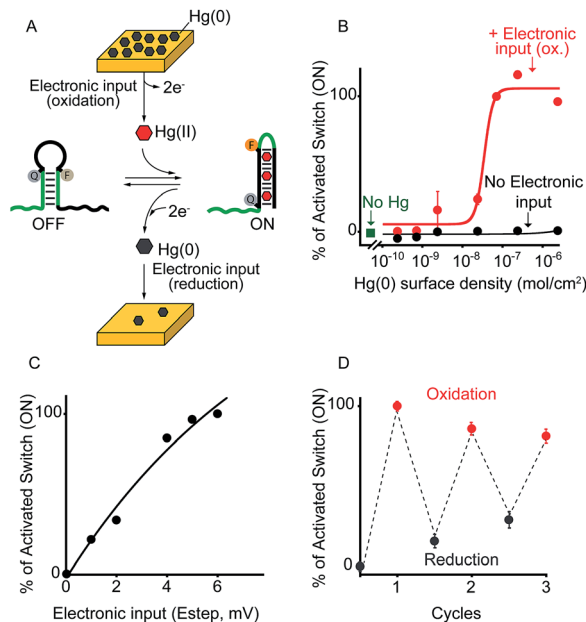 A
Hg(0)
Electronic input
(oxidation)
2e-
Hg(II)
Q
F
OFF
F
Q
ON
2e-
Hg(0)
Electronic input
(reduction)
B
% of Activated Switch (ON)
100
0
+ Electronic
input (ox.)
No Hg
No Electronic
input
10-10 10-9 10-8 10-7 10-6
Hg(0) surface density (mol/cm2)
C
% of Activated Switch (ON)
100
0
0 2 4 6
Electronic input (Estep, mV)
D
% of Activated Switch (ON)
100
0
Oxidation
Reduction
1 2 3
Cycles